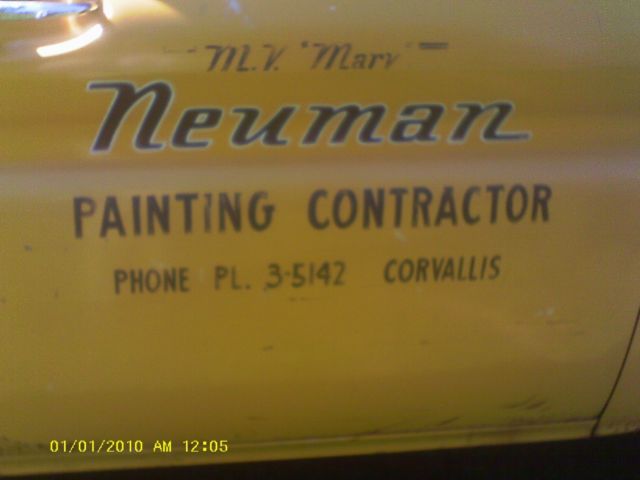 M.V. "Marv"
Neuman
PAINTING CONTRACTOR
PHONE PL. 3-5142 CORVALLIS
01/01/2010 AM 12:05